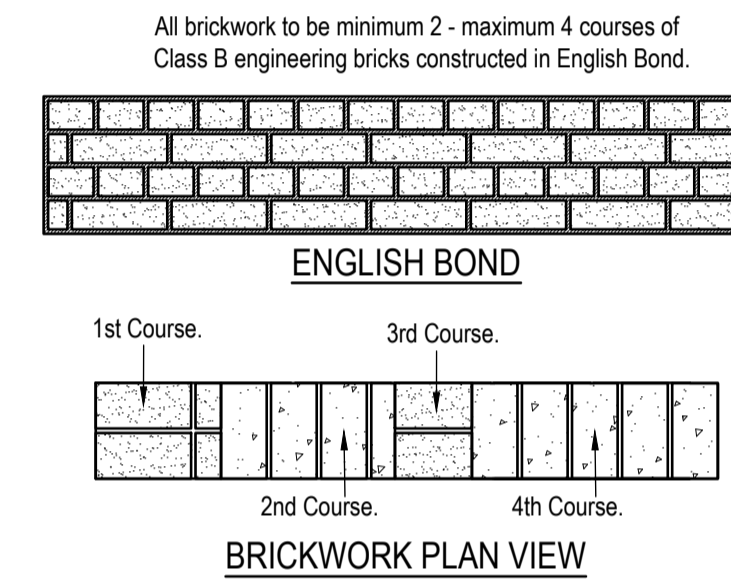 All brickwork to be minimum 2 - maximum 4 courses of
Class B engineering bricks constructed in English Bond.
ENGLISH BOND
1st Course.
3rd Course.
2nd Course.
4th Course.
BRICKWORK PLAN VIEW